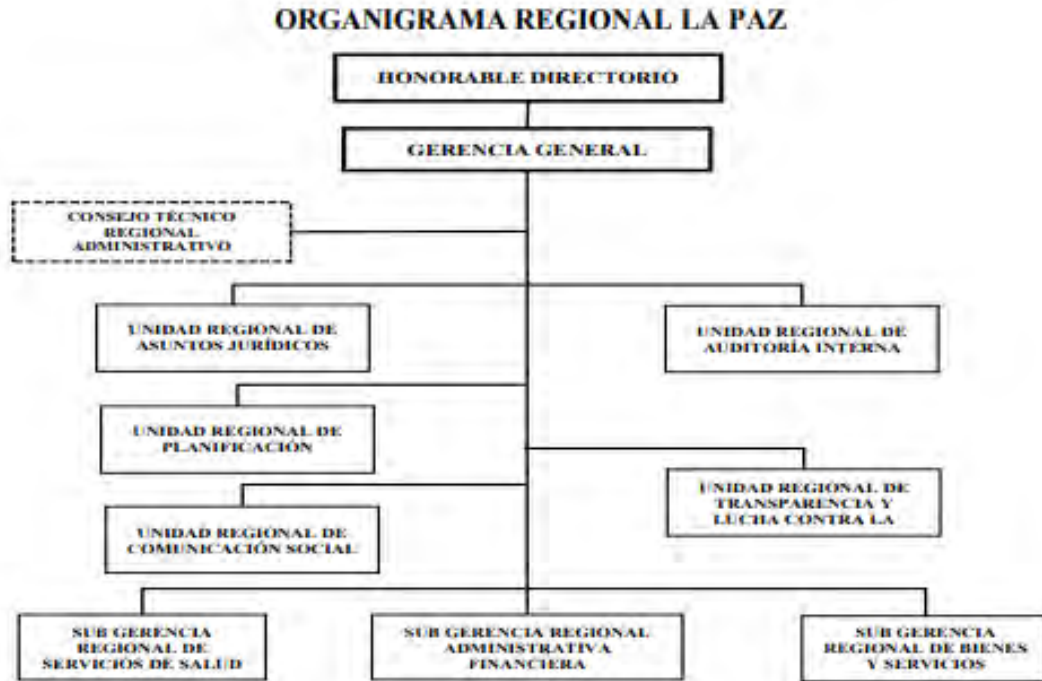 ORGANIGRAMA REGIONAL LA PAZ
HONORABLE DIRECTORIO
GERENCIA GENERAL
CONSEJO TÉCNICO
REGIONAL
ADMINISTRATIVO
UNIDAD REGIONAL DE
ASUNTOS JURÍDICOS
UNIDAD REGIONAL DE
AUDITORÍA INTERNA
UNIDAD REGIONAL DE
PLANIFICACIÓN
UNIDAD REGIONAL DE
TRANSPARENCIA Y
LUCHA CONTRA LA
UNIDAD REGIONAL DE
COMUNICACIÓN SOCIAL
SUB GERENCIA
REGIONAL DE
SERVICIOS DE SALUD
SUB GERENCIA REGIONAL
ADMINISTRATIVA
FINANCIERA
SUB GERENCIA
REGIONAL DE BIENES
Y SERVICIOS